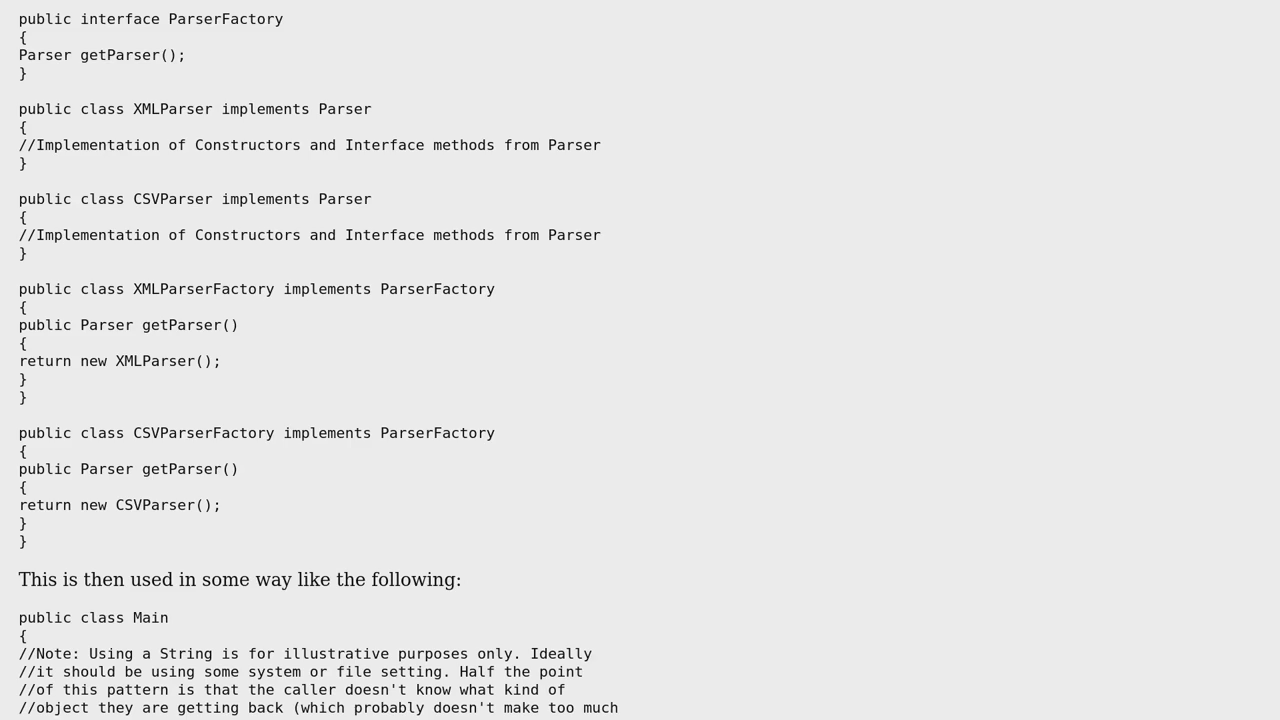 public interface ParserFactory
{
Parser getParser();
}
public class XMLParser implements Parser
{
//Implementation of Constructors and Interface methods from Parser
}
public class CSVParser implements Parser
{
//Implementation of Constructors and Interface methods from Parser
}
public class XMLParserFactory implements ParserFactory
{
public Parser getParser()
{
return new XMLParser();
}
}
public class CSVParserFactory implements ParserFactory
{
public Parser getParser()
{
return new CSVParser();
}
}
This is then used in some way like the following:
public class Main
{
//Note: Using a String is for illustrative purposes only. Ideally
//it should be using some system or file setting. Half the point
//of this pattern is that the caller doesn't know what kind of
//object they are getting back (which probably doesn't make too much